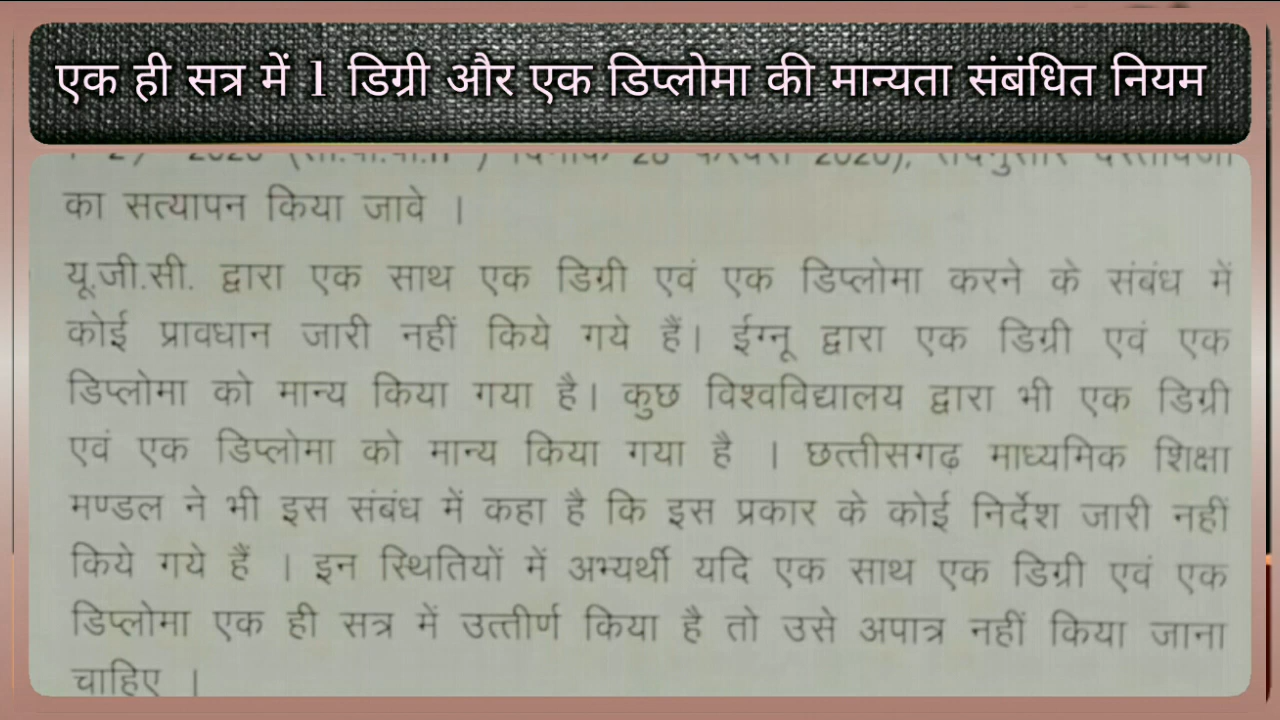 एक ही सत्र में 1 डिग्री और एक डिप्लोमा की मान्यता संबंधित नियम
का सत्यापन किया जावे ।
यू.जी.सी. द्वारा एक साथ एक डिग्री एवं एक डिप्लोमा करने के संबंध में
कोई प्रावधान जारी नहीं किये गये हैं। ईग्नू द्वारा एक डिग्री एवं एक
डिप्लोमा को मान्य किया गया है। कुछ विश्वविद्यालय द्वारा भी एक डिग्री
एवं एक डिप्लोमा को मान्य किया गया है । छत्तीसगढ़ माध्यमिक शिक्षा
मण्डल ने भी इस संबंध में कहा है कि इस प्रकार के कोई निर्देश जारी नहीं
किये गये हैं । इन स्थितियों में अभ्यर्थी यदि एक साथ एक डिग्री एवं एक
डिप्लोमा एक ही सत्र में उत्तीर्ण किया है तो उसे अपात्र नहीं किया जाना
चाहिए ।